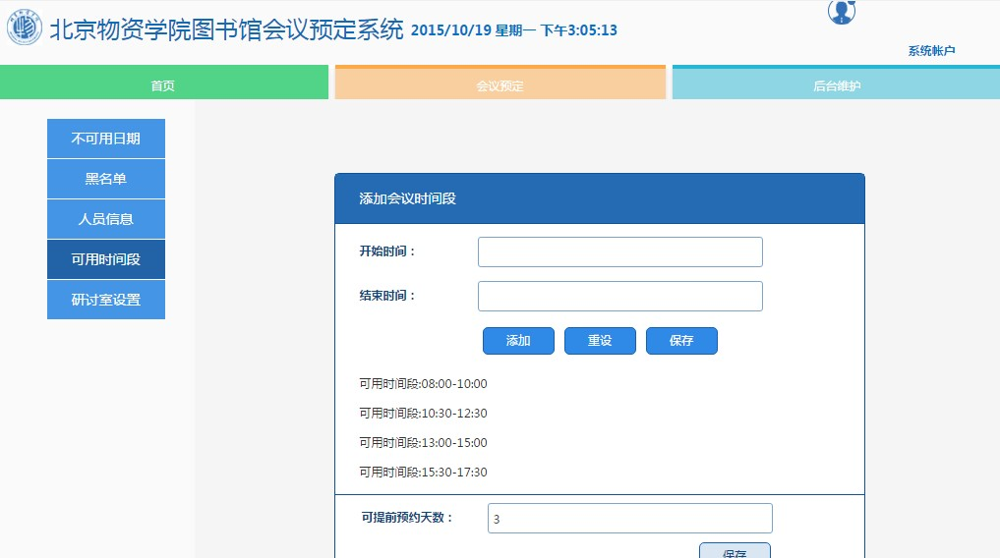 北京物资学院图书馆会议预定系统 2015/10/19 星期一 下午3:05:13
系统帐户
首页 会议预定 后台维护
不可用日期
黑名单
人员信息
可用时间段
研讨室设置
添加会议时间段
开始时间：
结束时间：
添加 重设 保存
可用时间段:08:00-10:00
可用时间段:10:30-12:30
可用时间段:13:00-15:00
可用时间段:15:30-17:30
可提前预约天数： 3
保存